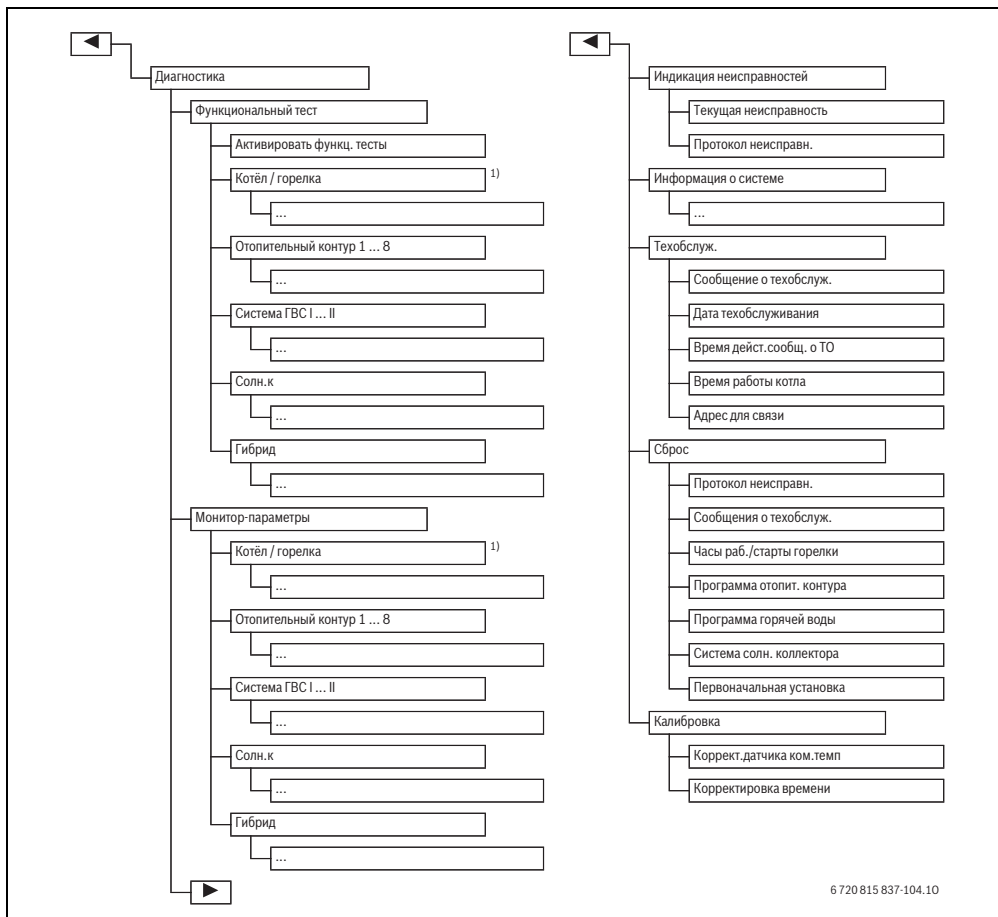 Диагностика
Функциональный тест
Активировать функц. тесты
Котёл / горелка 1)
...
Отопительный контур 1 ... 8
...
Система ГВС I ... II
...
Солн.к
...
Гибрид
...
Монитор-параметры
Котёл / горелка 1)
...
Отопительный контур 1 ... 8
...
Система ГВС I ... II
...
Солн.к
...
Гибрид
...
Индикация неисправностей
Текущая неисправность
Протокол неисправн.
Информация о системе
...
Техобслуж.
Сообщение о техобслуж.
Дата техобслуживания
Время дейст.сообщ. о ТО
Время работы котла
Адрес для связи
Сброс
Протокол неисправн.
Сообщения о техобслуж.
Часы раб./старты горелки
Программа отопит. контура
Программа горячей воды
Система солн. коллектора
Первоначальная установка
Калибровка
Коррект.датчика ком.темп
Корректировка времени
6 720 815 837-104.1O